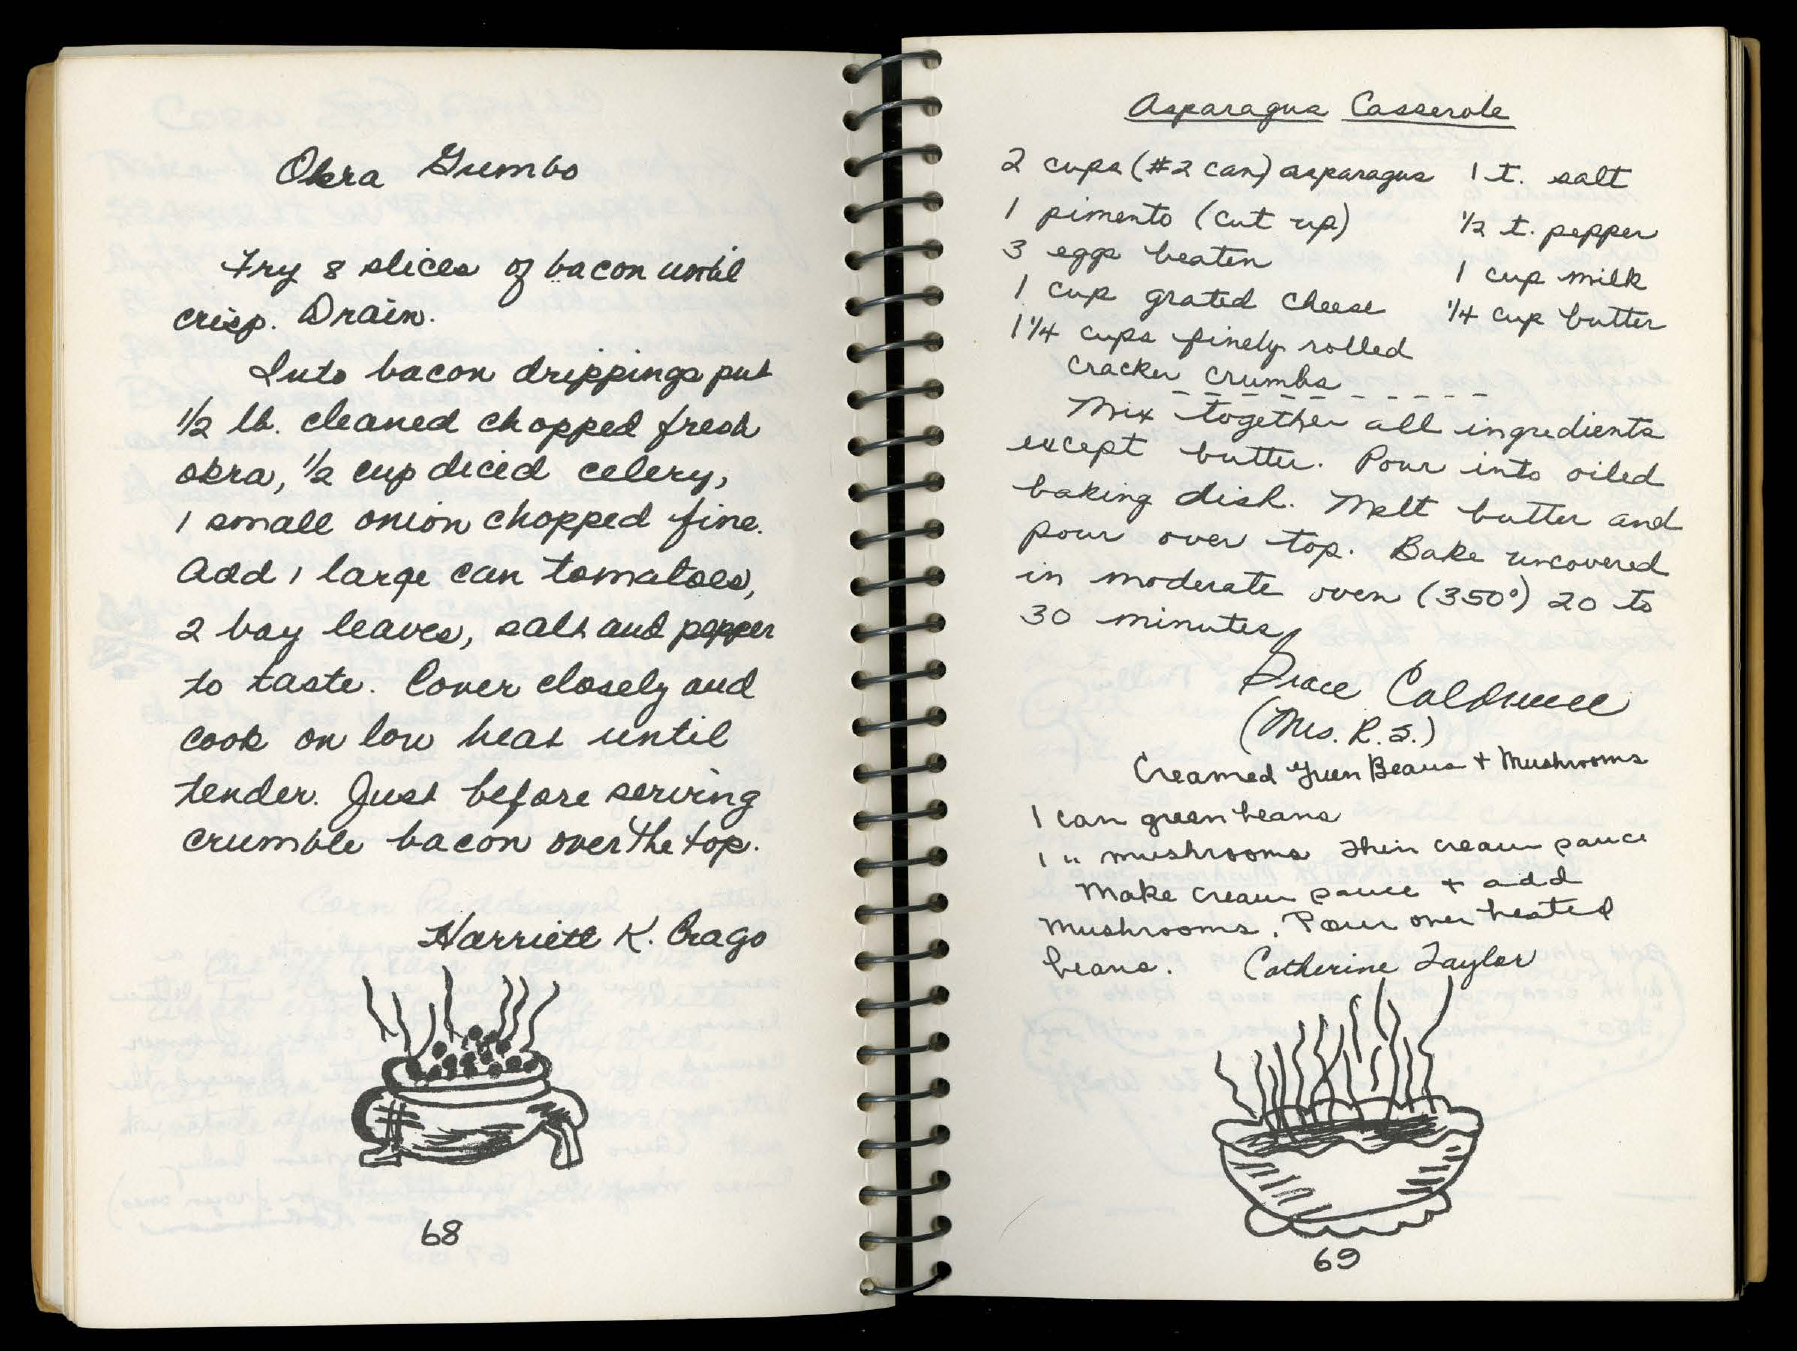 Okra Gumbo
Fry 8 slices of bacon until
crisp. Drain.
Into bacon drippings put
1/2 lb. cleaned chopped fresh
okra, 1/2 cup diced celery,
1 small onion chopped fine.
Add 1 large can tomatoes,
2 bay leaves, salt and pepper
to taste. Cover closely and
cook on low heat until
tender. Just before serving
crumble bacon over the top.
Harriett K. Crago
68
Asparagus Casserole
2 cups (#2 can) asparagus 1 t. salt
1 pimento (cut up) 1/2 t. pepper
3 eggs beaten 1 cup milk
1 cup grated cheese 1/4 cup butter
1 1/4 cups finely rolled
cracker crumbs
Mix together all ingredients
except butter. Pour into oiled
baking dish. Melt butter and
pour over top. Bake uncovered
in moderate oven (350°) 20 to
30 minutes,
Grace Caldwell
(Mrs. R. S.)
Creamed Green Beans + Mushrooms
1 can green beans
1 " mushrooms Thin cream sauce
Make cream sauce + add
mushrooms. Pour over heated
beans. Catherine Taylor
69